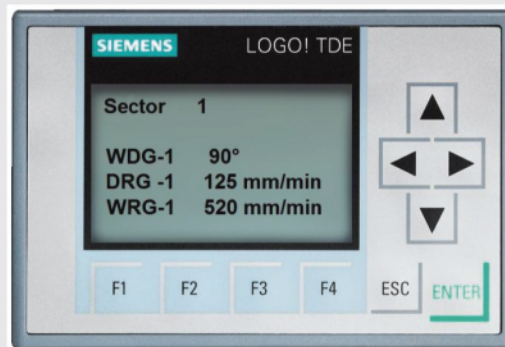 SIEMENS LOGO! TDE
Sector 1
WDG-1 90°
DRG -1 125 mm/min
WRG-1 520 mm/min
F1 F2 F3 F4 ESC ENTER